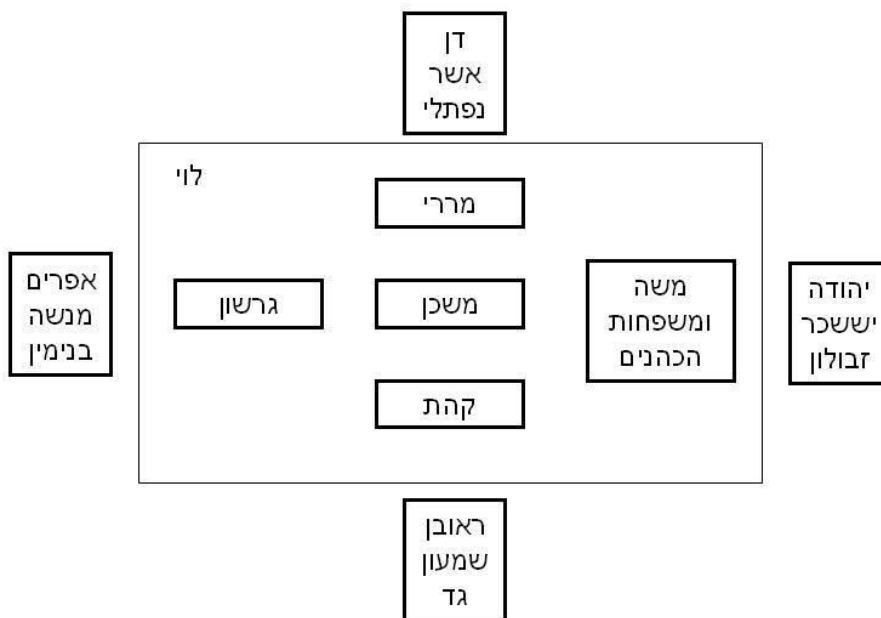 דן
אשר
נפתלי
לוי
מררי
יהודה
יששכר
זבולון
משה
ומשפחות
הכהנים
משכן
גרשון
אפרים
מנשה
בנימין
קהת
ראובן
שמעון
גד